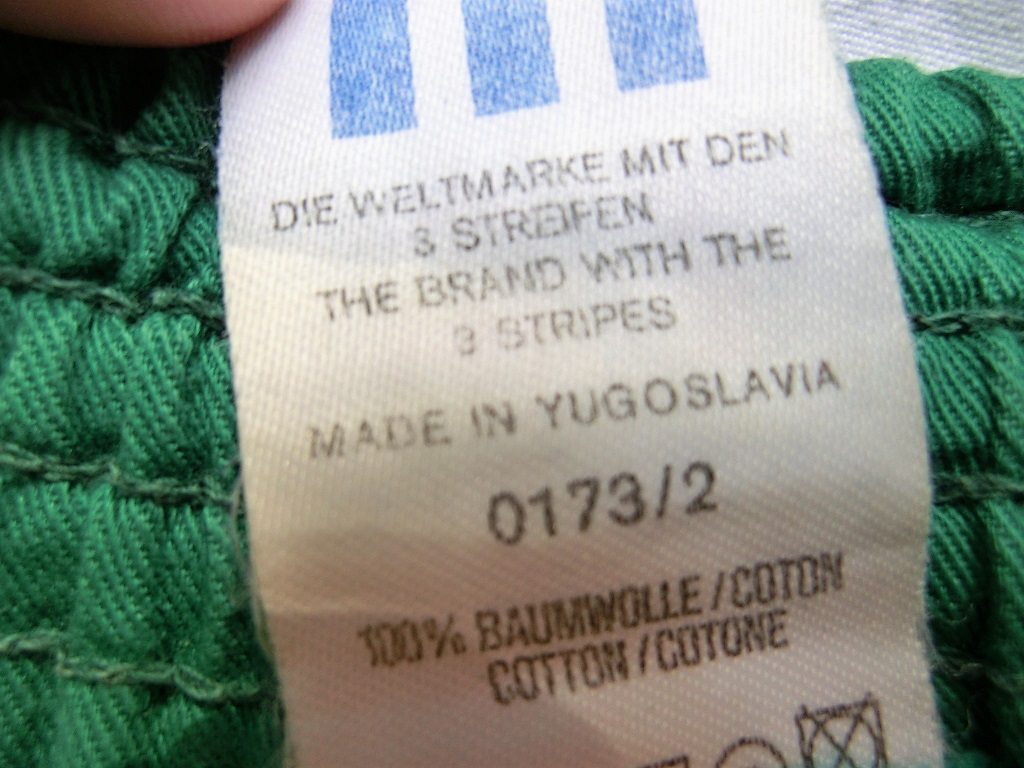 DIE WELTMARKE MIT DEN
3 STREIFEN
THE BRAND WITH THE
3 STRIPES
MADE IN YUGOSLAVIA
0173/2
100% BAUMWOLLE/COTON
COTTON/COTONE